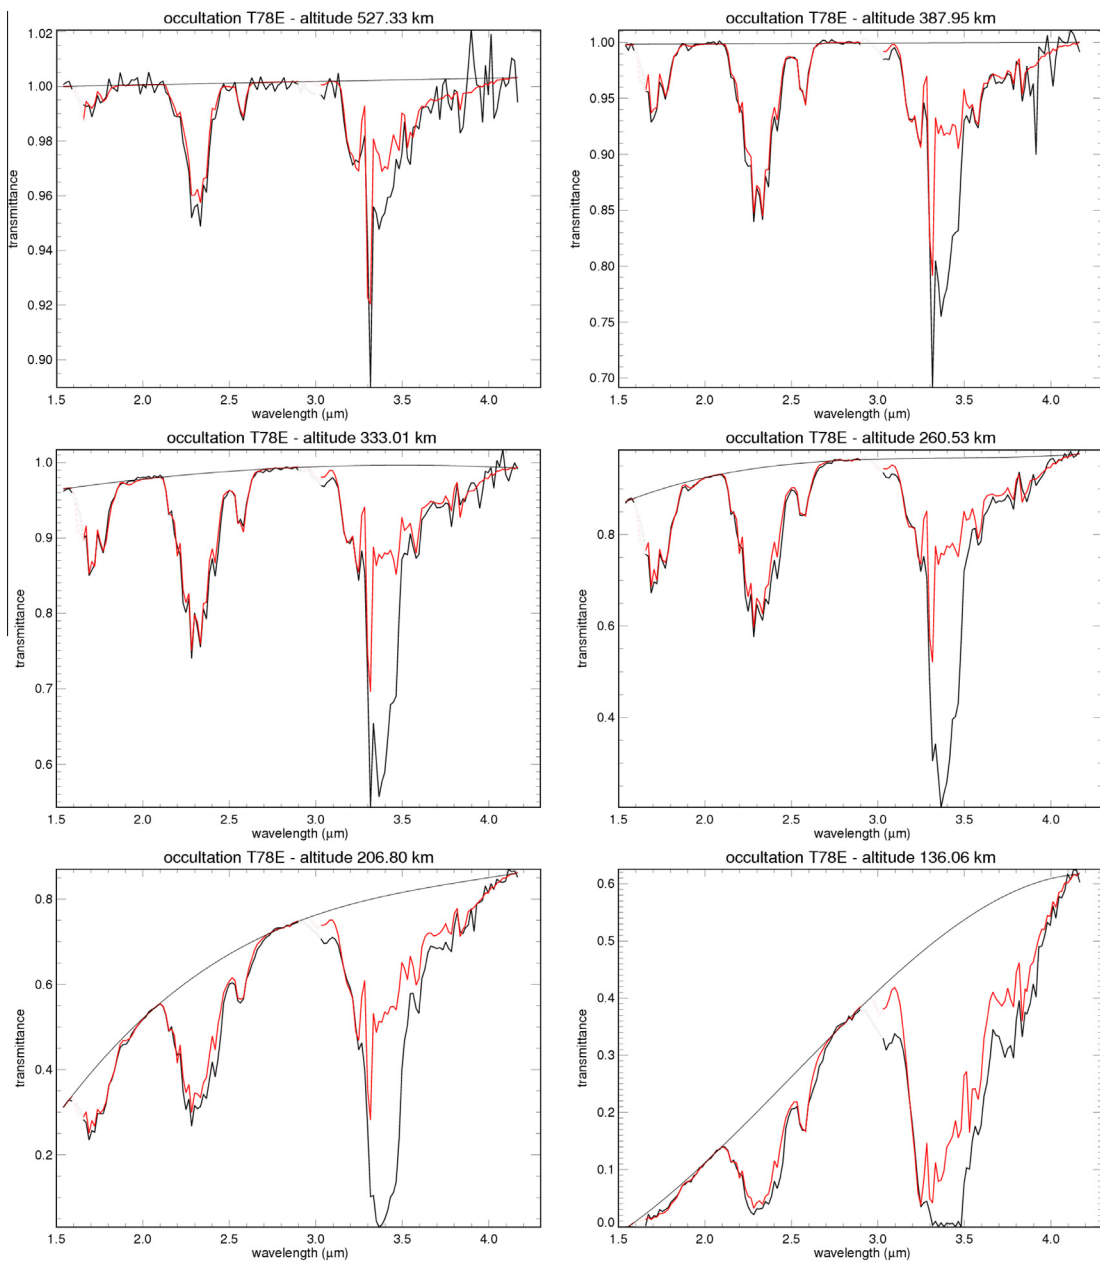 occultation T78E - altitude 527.33 km
transmittance
1.02
1.00
0.98
0.96
0.94
0.92
0.90
1.5 2.0 2.5 3.0 3.5 4.0
wavelength (µm)
occultation T78E - altitude 387.95 km
transmittance
1.00
0.95
0.90
0.85
0.80
0.75
0.70
1.5 2.0 2.5 3.0 3.5 4.0
wavelength (µm)
occultation T78E - altitude 333.01 km
transmittance
1.0
0.9
0.8
0.7
0.6
1.5 2.0 2.5 3.0 3.5 4.0
wavelength (µm)
occultation T78E - altitude 260.53 km
transmittance
0.8
0.6
0.4
1.5 2.0 2.5 3.0 3.5 4.0
wavelength (µm)
occultation T78E - altitude 206.80 km
transmittance
0.8
0.6
0.4
0.2
1.5 2.0 2.5 3.0 3.5 4.0
wavelength (µm)
occultation T78E - altitude 136.06 km
transmittance
0.6
0.5
0.4
0.3
0.2
0.1
0.0
1.5 2.0 2.5 3.0 3.5 4.0
wavelength (µm)